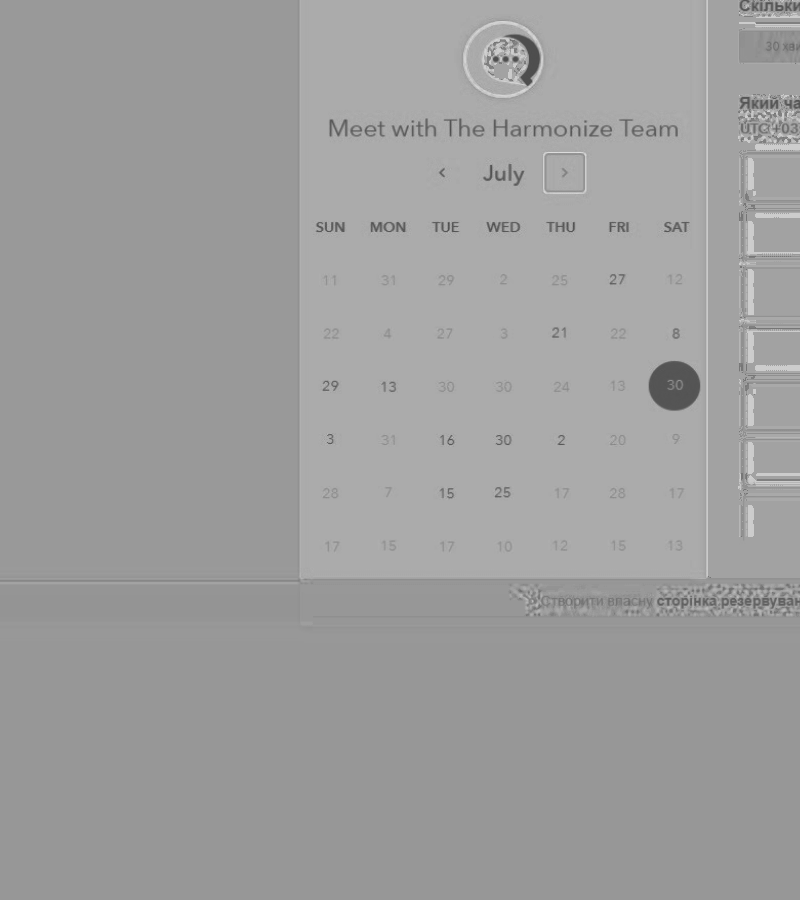 Meet with The Harmonize Team
July
SUN MON TUE WED THU FRI SAT
11 31 29 2 25 27 12
22 4 27 3 21 22 8
29 13 30 30 24 13 30
3 31 16 30 2 20 9
28 7 15 25 17 28 17
17 15 17 10 12 15 13
Скільки
30
Який
UTC+03
Створити власну сторінка